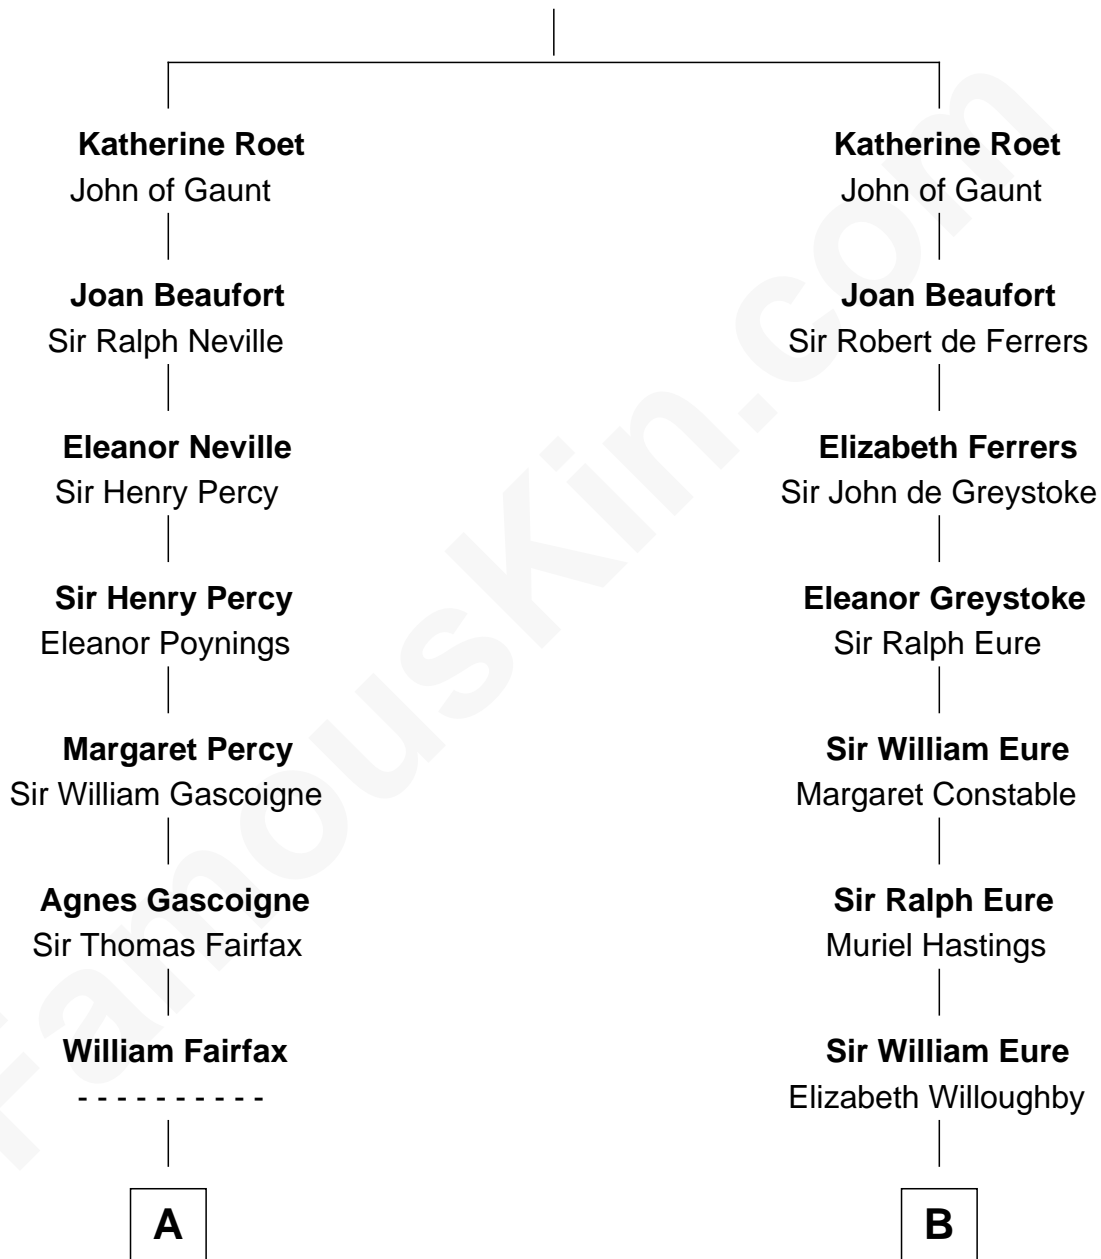 Katherine Roet
John of Gaunt
Joan Beaufort
Sir Ralph Neville
Eleanor Neville
Sir Henry Percy
Sir Henry Percy
Eleanor Poynings
Margaret Percy
Sir William Gascoigne
Agnes Gascoigne
Sir Thomas Fairfax
William Fairfax
- - - - - - - - - -
A
Katherine Roet
John of Gaunt
Joan Beaufort
Sir Robert de Ferrers
Elizabeth Ferrers
Sir John de Greystoke
Eleanor Greystoke
Sir Ralph Eure
Sir William Eure
Margaret Constable
Sir Ralph Eure
Muriel Hastings
Sir William Eure
Elizabeth Willoughby
B
FamousKin.com